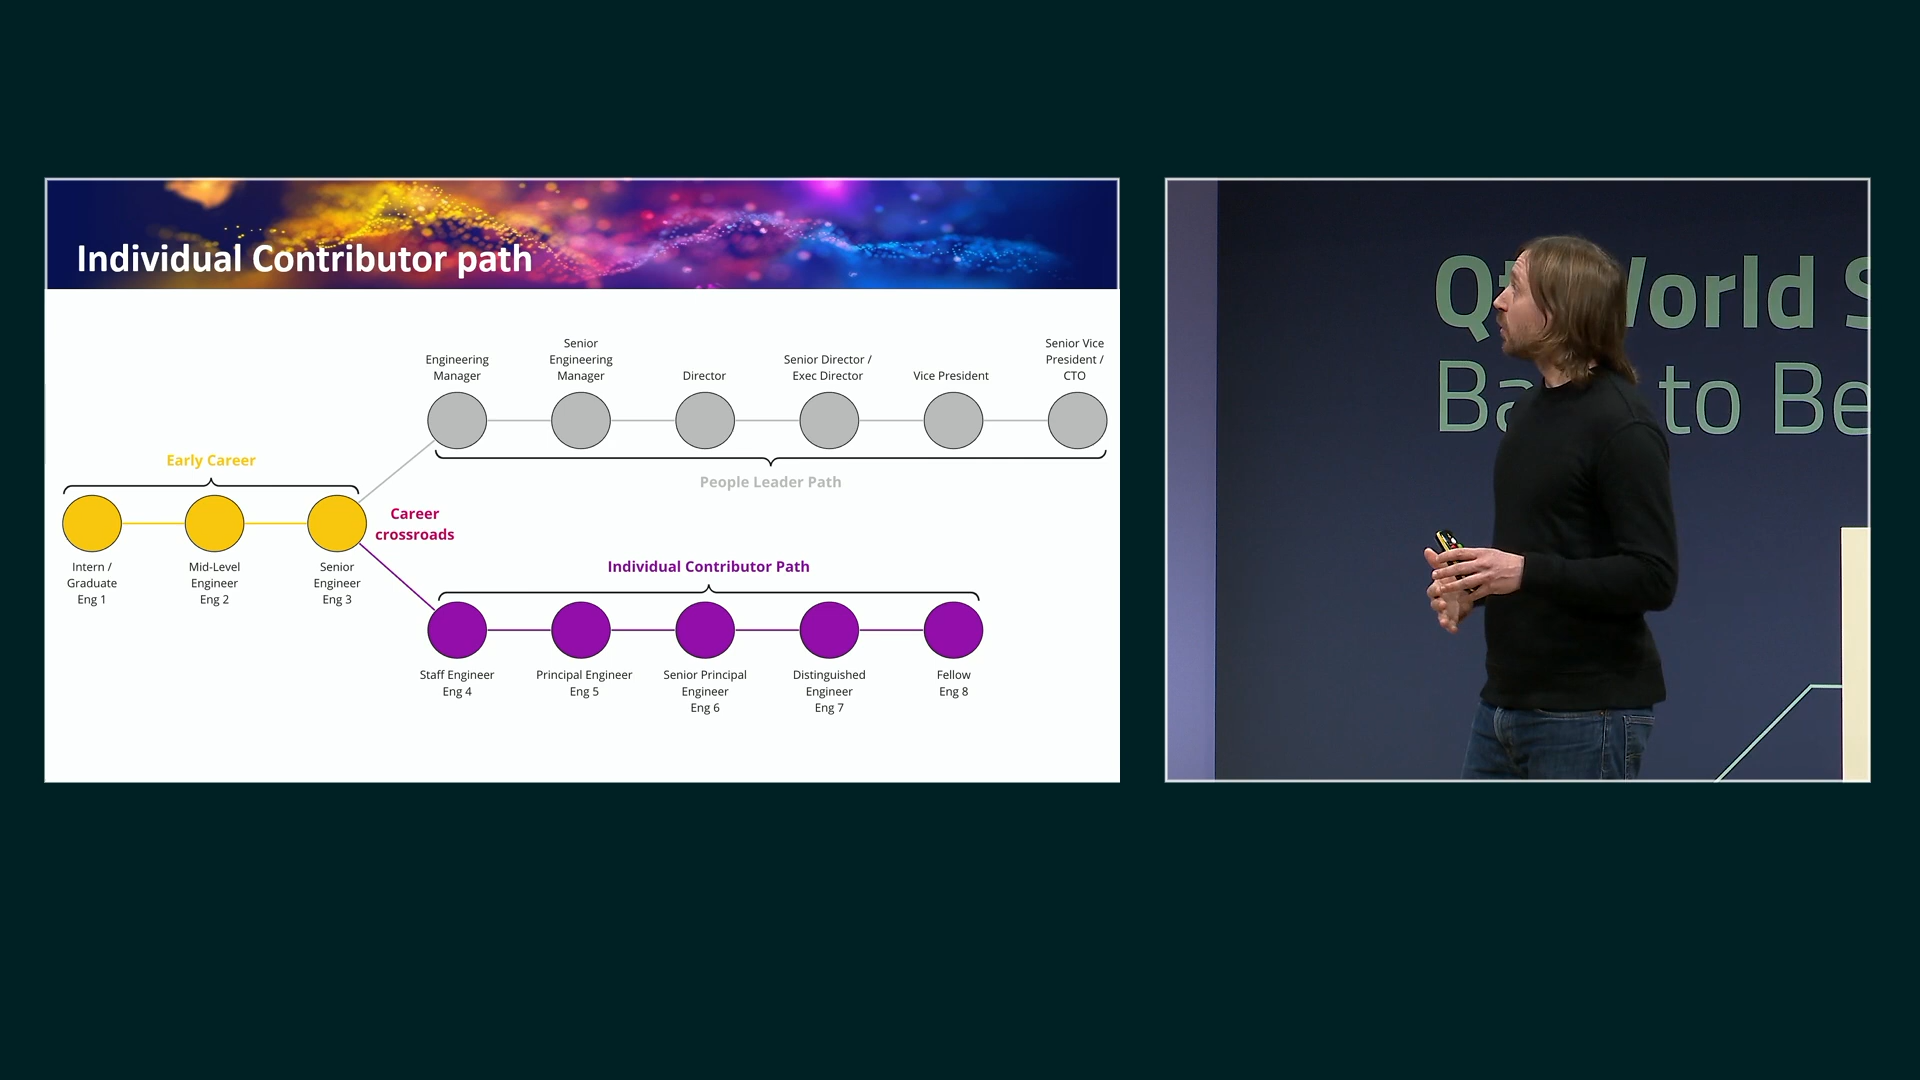 Individual Contributor path
Engineering
Manager
Senior
Engineering
Manager
Director
Senior Director /
Exec Director
Vice President
Senior Vice
President /
CTO
People Leader Path
Early Career
Career
crossroads
Intern /
Graduate
Eng 1
Mid-Level
Engineer
Eng 2
Senior
Engineer
Eng 3
Individual Contributor Path
Staff Engineer
Eng 4
Principal Engineer
Eng 5
Senior Principal
Engineer
Eng 6
Distinguished
Engineer
Eng 7
Fellow
Eng 8
Qt World S
Ba to Be